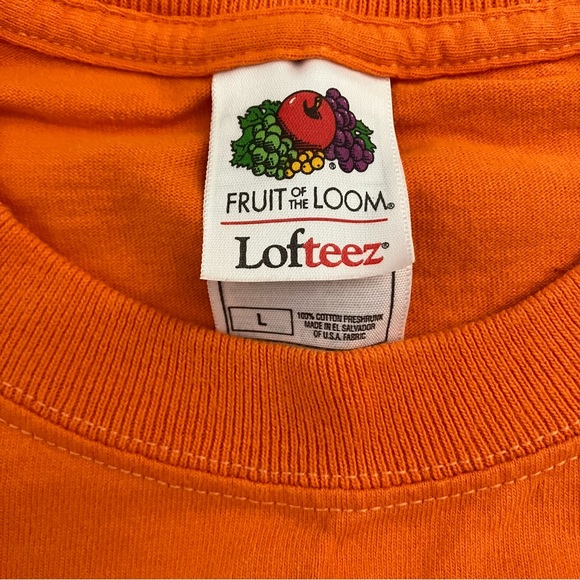 FRUIT OF THE LOOM®
Lofteez®
L
100% COTTON PRESHRUNK
MADE IN EL SALVADOR
OF U.S.A. FABRIC